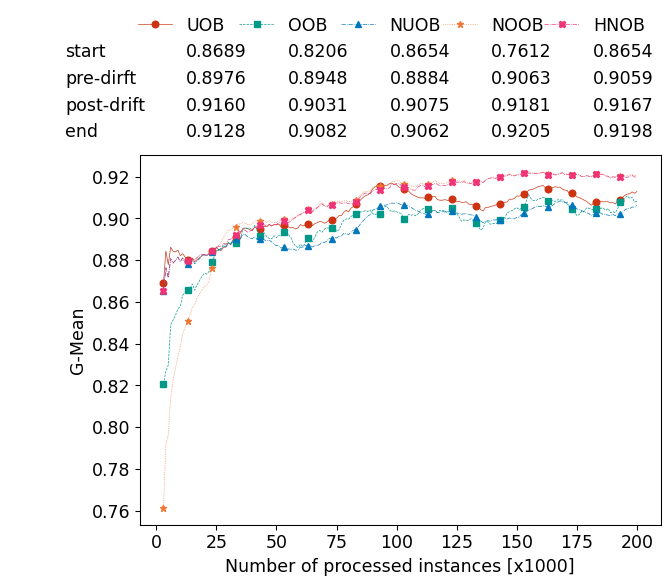 UOB OOB NUOB NOOB HNOB
start 0.8689 0.8206 0.8654 0.7612 0.8654
pre-dirft 0.8976 0.8948 0.8884 0.9063 0.9059
post-drift 0.9160 0.9031 0.9075 0.9181 0.9167
end 0.9128 0.9082 0.9062 0.9205 0.9198
0.92
0.90
0.88
0.86
0.84
0.82
0.80
0.78
0.76
G-Mean
0 25 50 75 100 125 150 175 200
Number of processed instances [x1000]